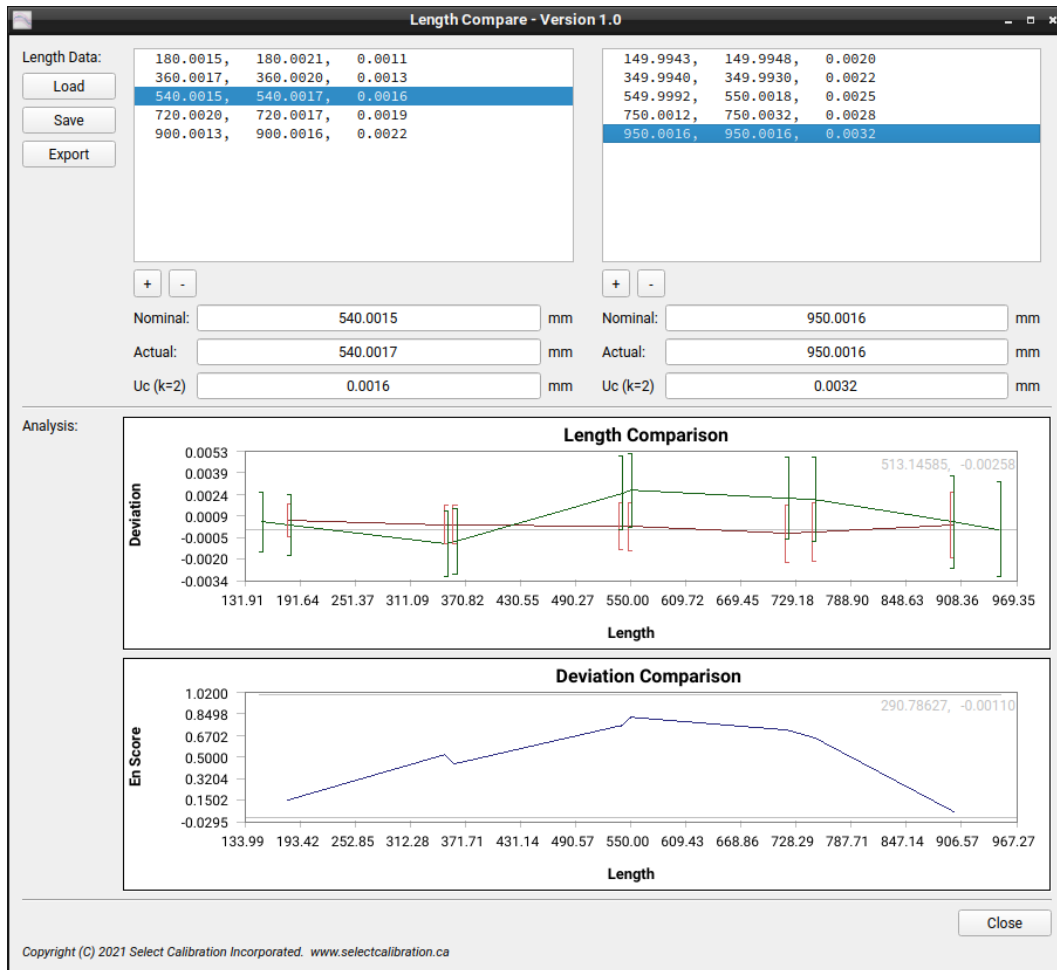 Length Compare - Version 1.0
Length Data:
Load
Save
Export
180.0015, 180.0021, 0.0011
360.0017, 360.0020, 0.0013
540.0015, 540.0017, 0.0016
720.0020, 720.0017, 0.0019
900.0013, 900.0016, 0.0022
149.9943, 149.9948, 0.0020
349.9940, 349.9930, 0.0022
549.9992, 550.0018, 0.0025
750.0012, 750.0032, 0.0028
950.0016, 950.0016, 0.0032
+ -
+ -
Nominal: 540.0015 mm
Actual: 540.0017 mm
Uc (k=2) 0.0016 mm
Nominal: 950.0016 mm
Actual: 950.0016 mm
Uc (k=2) 0.0032 mm
Analysis:
Length Comparison
513.14585, -0.00258
Deviation
0.0053
0.0039
0.0024
0.0009
-0.0005
-0.0020
-0.0034
131.91 191.64 251.37 311.09 370.82 430.55 490.27 550.00 609.72 669.45 729.18 788.90 848.63 908.36 969.35
Length
Deviation Comparison
290.78627, -0.00110
En Score
1.0200
0.8498
0.6702
0.5000
0.3204
0.1502
-0.0295
133.99 193.42 252.85 312.28 371.71 431.14 490.57 550.00 609.43 668.86 728.29 787.71 847.14 906.57 967.27
Length
Close
Copyright (C) 2021 Select Calibration Incorporated. www.selectcalibration.ca